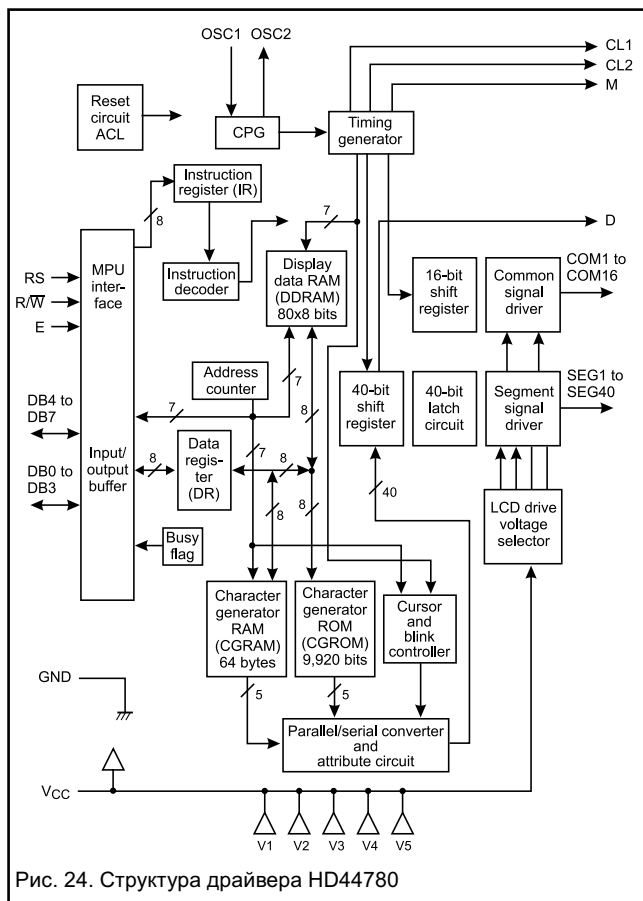 OSC1 OSC2
CL1
CL2
M
Reset
circuit
ACL
CPG
Timing
generator
Instruction
register (IR)
8
7
D
MPU
inter-
face
Instruction
decoder
Display
data RAM
(DDRAM)
80x8 bits
16-bit
shift
register
Common
signal
driver
COM1 to
COM16
RS
R/W̅
E
Address
counter
7
8
40-bit
shift
register
40-bit
latch
circuit
Segment
signal
driver
SEG1 to
SEG40
DB4 to
DB7
7
Input/
output
buffer
8
Data
regis-
ter
(DR)
7
8
8
8
8
40
DB0 to
DB3
LCD drive
voltage
selector
Busy
flag
Character
generator
RAM
(CGRAM)
64 bytes
Character
generator
ROM
(CGROM)
9,920 bits
Cursor
and
blink
controller
GND
5
5
Parallel/serial converter
and
attribute circuit
VCC
V1 V2 V3 V4 V5
Рис. 24. Структура драйвера HD44780